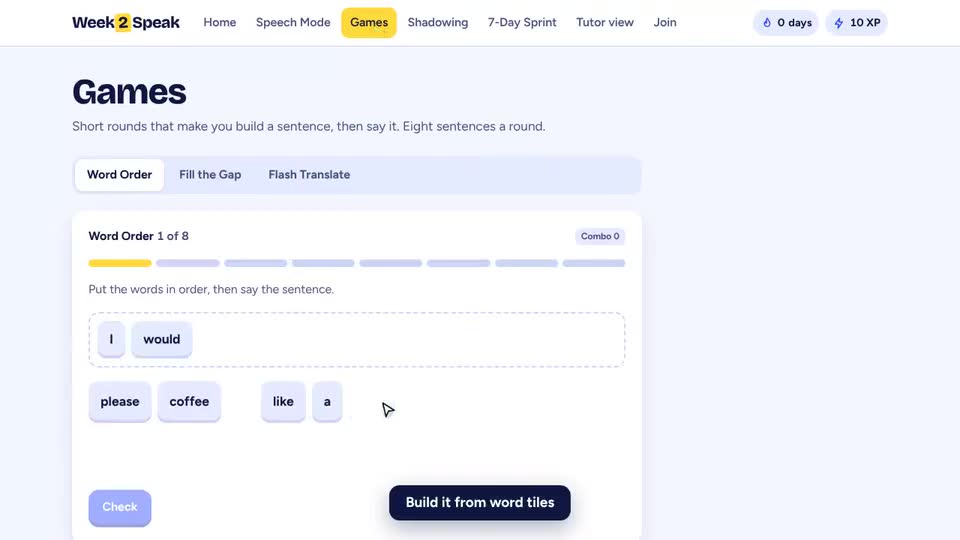 Week 2 Speak Home Speech Mode Games Shadowing 7-Day Sprint Tutor view Join 0 days 10 XP
Games
Short rounds that make you build a sentence, then say it. Eight sentences a round.
Word Order Fill the Gap Flash Translate
Word Order 1 of 8 Combo 0
Put the words in order, then say the sentence.
I would
please coffee like a
Check Build it from word tiles